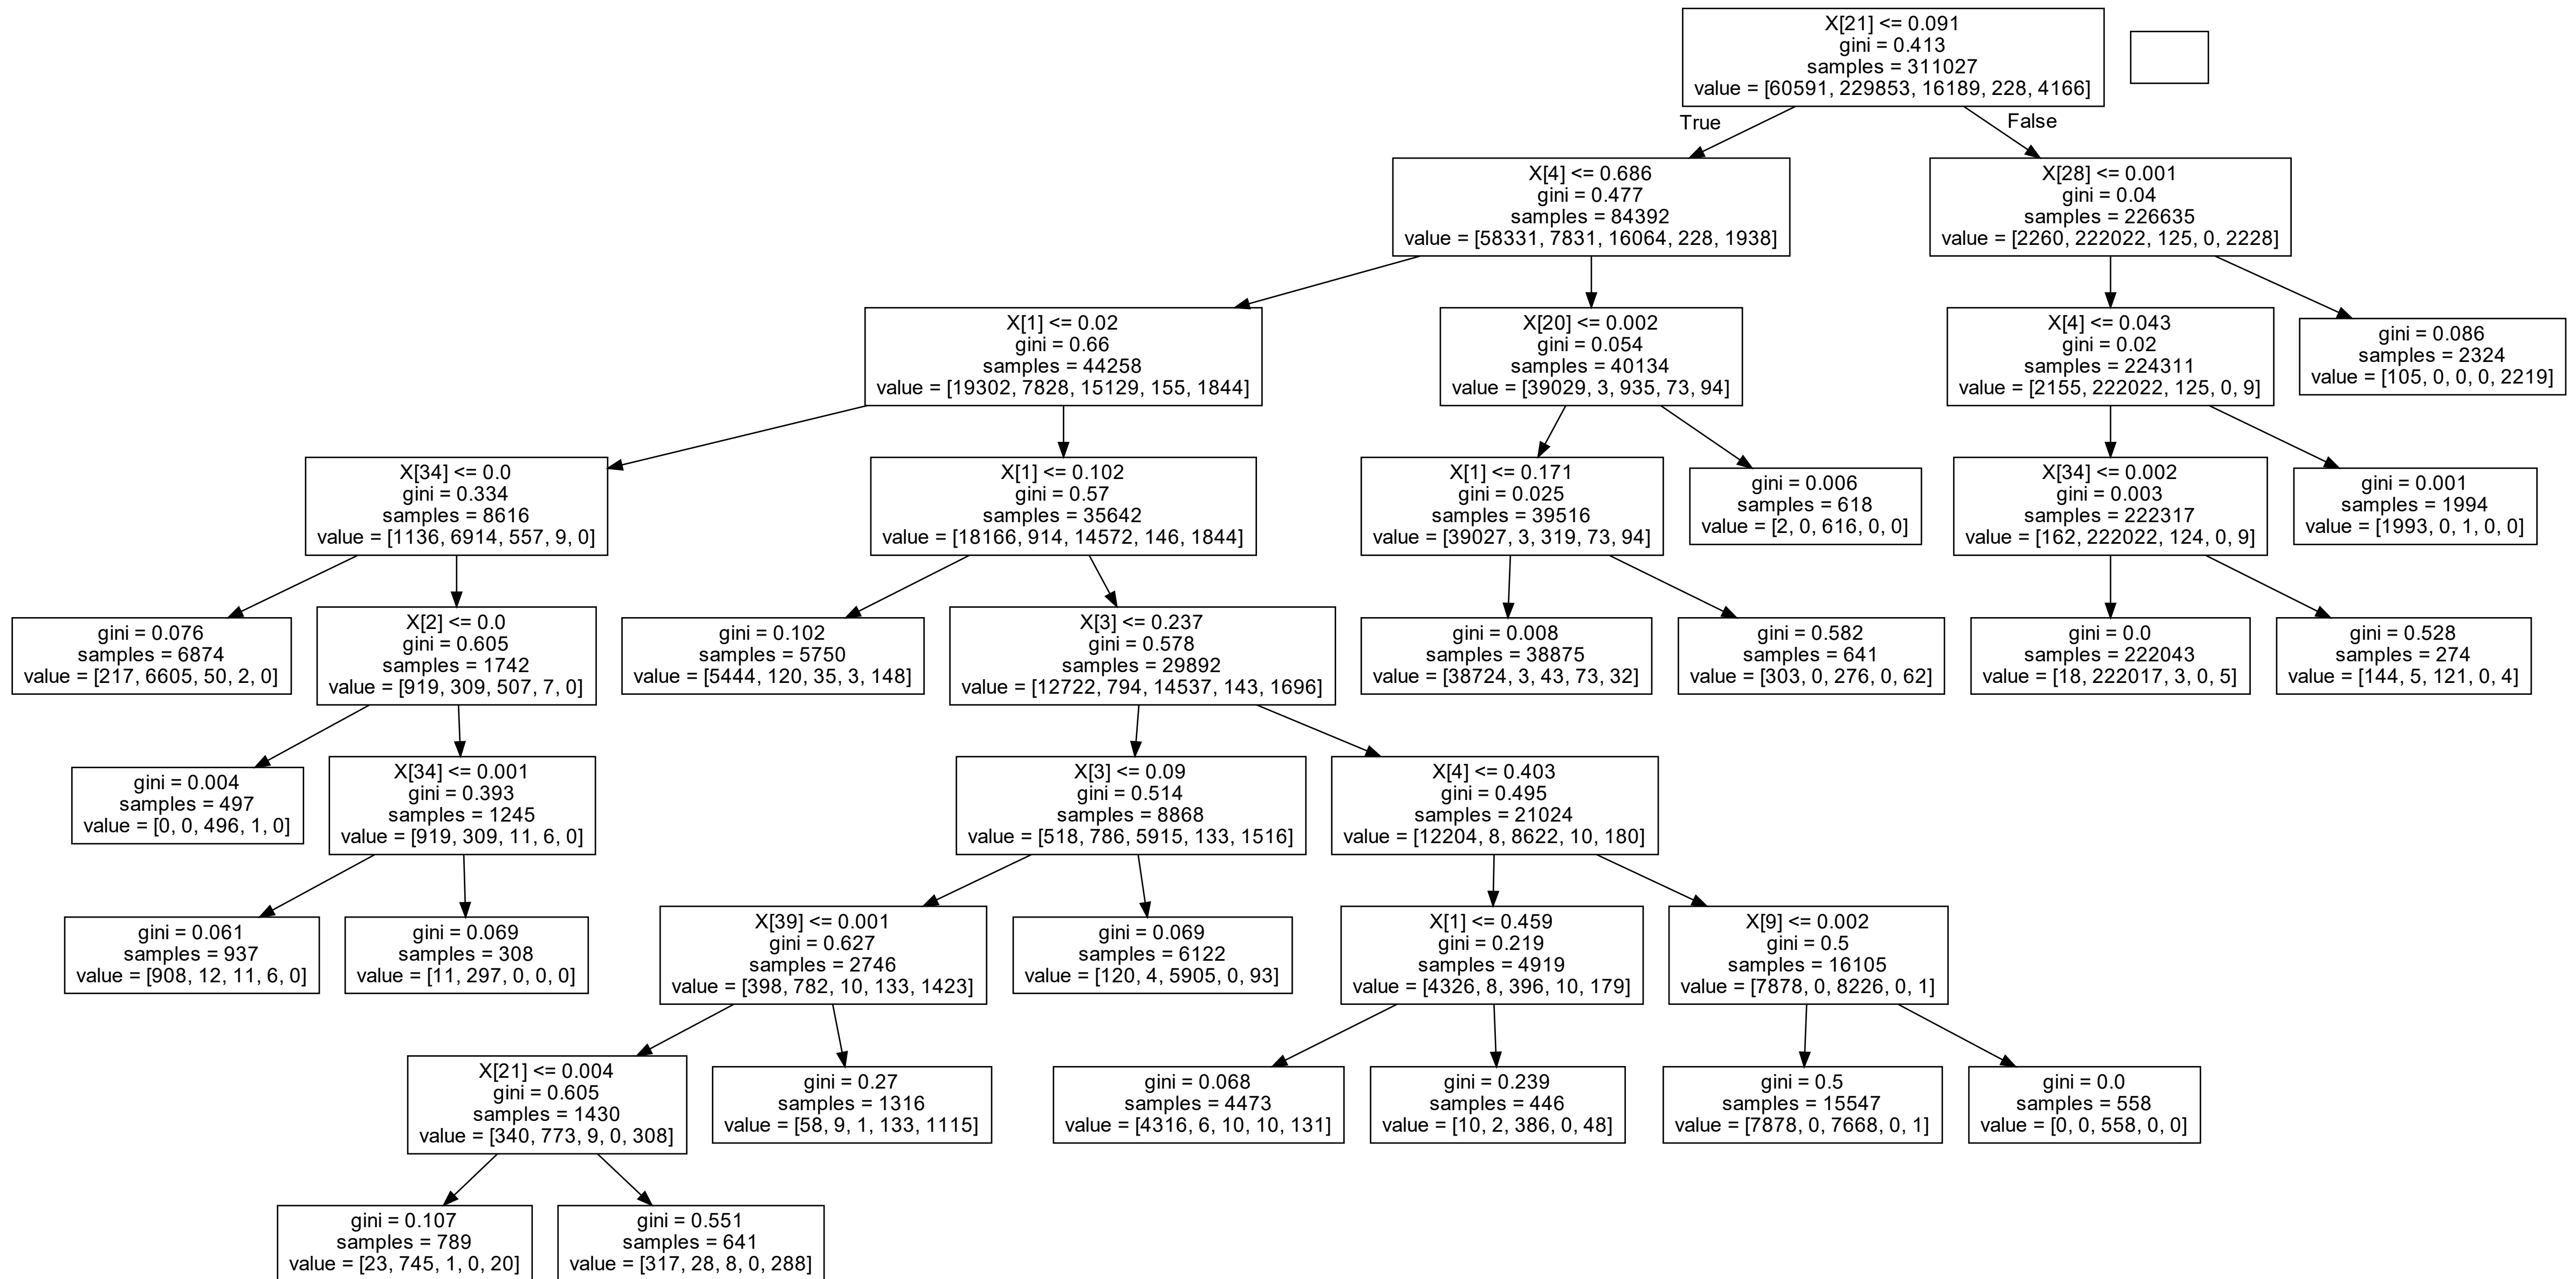 X[21] <= 0.091
gini = 0.413
samples = 311027
value = [60591, 229853, 16189, 228, 4166]
True
False
X[4] <= 0.686
gini = 0.477
samples = 84392
value = [58331, 7831, 16064, 228, 1938]
X[28] <= 0.001
gini = 0.04
samples = 226635
value = [2260, 222022, 125, 0, 2228]
X[1] <= 0.02
gini = 0.66
samples = 44258
value = [19302, 7828, 15129, 155, 1844]
X[20] <= 0.002
gini = 0.054
samples = 40134
value = [39029, 3, 935, 73, 94]
X[4] <= 0.043
gini = 0.02
samples = 224311
value = [2155, 222022, 125, 0, 9]
gini = 0.086
samples = 2324
value = [105, 0, 0, 0, 2219]
X[34] <= 0.0
gini = 0.334
samples = 8616
value = [1136, 6914, 557, 9, 0]
X[1] <= 0.102
gini = 0.57
samples = 35642
value = [18166, 914, 14572, 146, 1844]
X[1] <= 0.171
gini = 0.025
samples = 39516
value = [39027, 3, 319, 73, 94]
gini = 0.006
samples = 618
value = [2, 0, 616, 0, 0]
X[34] <= 0.002
gini = 0.003
samples = 222317
value = [162, 222022, 124, 0, 9]
gini = 0.001
samples = 1994
value = [1993, 0, 1, 0, 0]
gini = 0.076
samples = 6874
value = [217, 6605, 50, 2, 0]
X[2] <= 0.0
gini = 0.605
samples = 1742
value = [919, 309, 507, 7, 0]
gini = 0.102
samples = 5750
value = [5444, 120, 35, 3, 148]
X[3] <= 0.237
gini = 0.578
samples = 29892
value = [12722, 794, 14537, 143, 1696]
gini = 0.008
samples = 38875
value = [38724, 3, 43, 73, 32]
gini = 0.582
samples = 641
value = [303, 0, 276, 0, 62]
gini = 0.0
samples = 222043
value = [18, 222017, 3, 0, 5]
gini = 0.528
samples = 274
value = [144, 5, 121, 0, 4]
gini = 0.004
samples = 497
value = [0, 0, 496, 1, 0]
X[34] <= 0.001
gini = 0.393
samples = 1245
value = [919, 309, 11, 6, 0]
X[3] <= 0.09
gini = 0.514
samples = 8868
value = [518, 786, 5915, 133, 1516]
X[4] <= 0.403
gini = 0.495
samples = 21024
value = [12204, 8, 8622, 10, 180]
gini = 0.061
samples = 937
value = [908, 12, 11, 6, 0]
gini = 0.069
samples = 308
value = [11, 297, 0, 0, 0]
X[39] <= 0.001
gini = 0.627
samples = 2746
value = [398, 782, 10, 133, 1423]
gini = 0.069
samples = 6122
value = [120, 4, 5905, 0, 93]
X[1] <= 0.459
gini = 0.219
samples = 4919
value = [4326, 8, 396, 10, 179]
X[9] <= 0.002
gini = 0.5
samples = 16105
value = [7878, 0, 8226, 0, 1]
X[21] <= 0.004
gini = 0.605
samples = 1430
value = [340, 773, 9, 0, 308]
gini = 0.27
samples = 1316
value = [58, 9, 1, 133, 1115]
gini = 0.068
samples = 4473
value = [4316, 6, 10, 10, 131]
gini = 0.239
samples = 446
value = [10, 2, 386, 0, 48]
gini = 0.5
samples = 15547
value = [7878, 0, 7668, 0, 1]
gini = 0.0
samples = 558
value = [0, 0, 558, 0, 0]
gini = 0.107
samples = 789
value = [23, 745, 1, 0, 20]
gini = 0.551
samples = 641
value = [317, 28, 8, 0, 288]